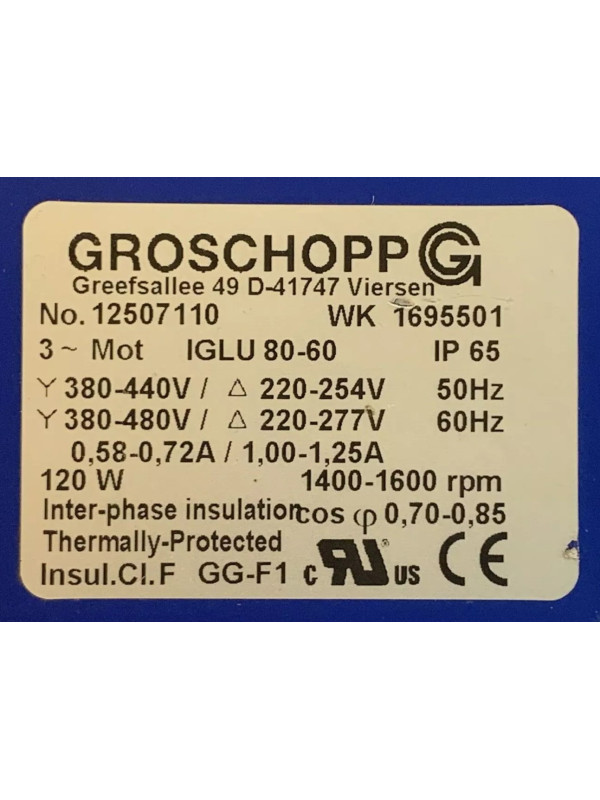 GROSCHOPP G
Greefsallee 49 D-41747 Viersen
No. 12507110 WK 1695501
3 ~ Mot IGLU 80-60 IP 65
Y 380-440V / Δ 220-254V 50Hz
Y 380-480V / Δ 220-277V 60Hz
0,58-0,72A / 1,00-1,25A
120 W 1400-1600 rpm
Inter-phase insulation cos φ 0,70-0,85
Thermally-Protected
Insul.Cl.F GG-F1 c RU US CE